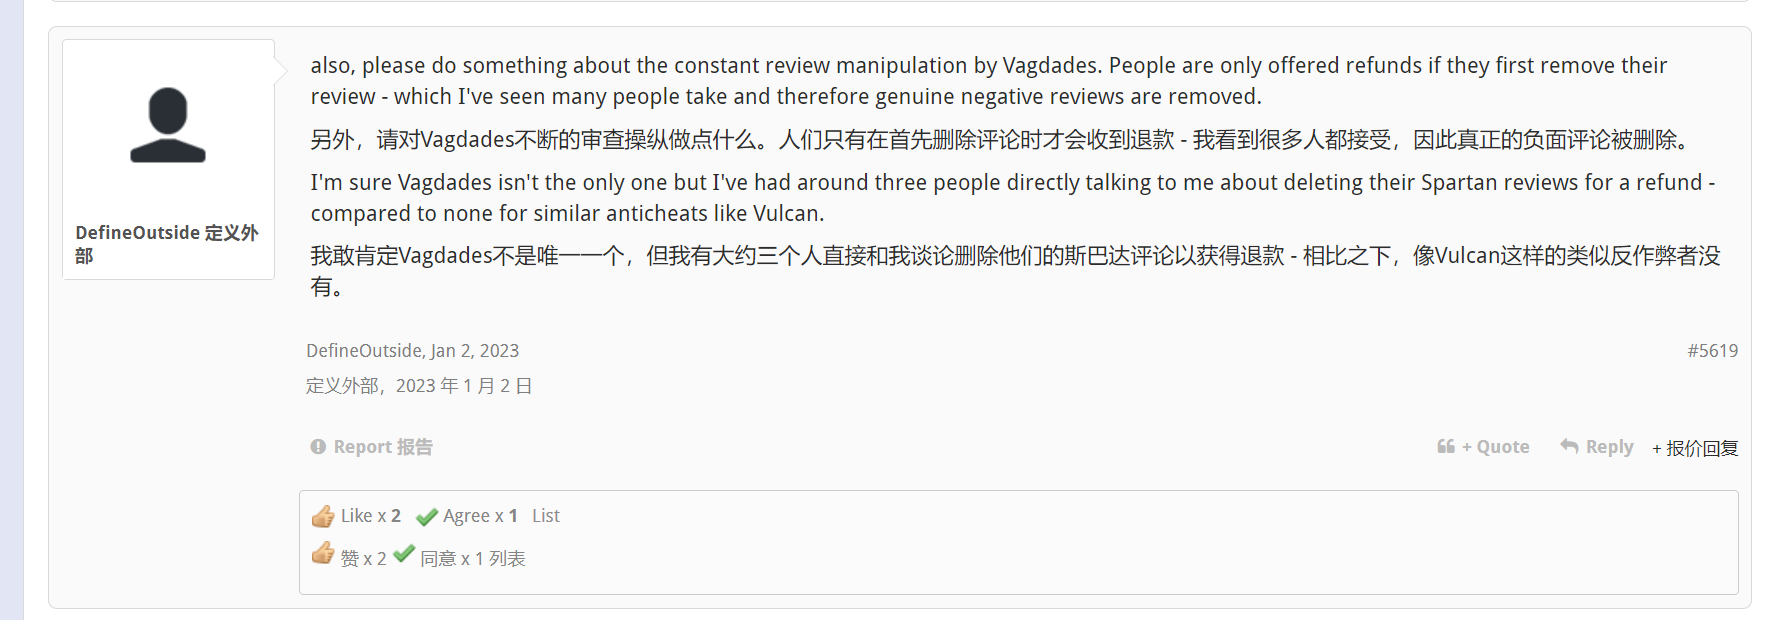 also, please do something about the constant review manipulation by Vagdades. People are only offered refunds if they first remove their
review - which I've seen many people take and therefore genuine negative reviews are removed.
另外，请对Vagdades不断的审查操纵做点什么。人们只有在首先删除评论时才会收到退款 - 我看到很多人都接受，因此真正的负面评论被删除。
I'm sure Vagdades isn't the only one but I've had around three people directly talking to me about deleting their Spartan reviews for a refund -
compared to none for similar anticheats like Vulcan.
我敢肯定Vagdades不是唯一一个，但我有大约三个人直接和我谈论删除他们的斯巴达评论以获得退款 - 相比之下，像Vulcan这样的类似反作弊者没
有。
DefineOutside 定义外
部
DefineOutside, Jan 2, 2023
#5619
定义外部，2023 年 1 月 2 日
Report 报告
+ Quote
Reply
+ 报价回复
Like x 2 Agree x 1 List
赞 x 2 同意 x 1 列表